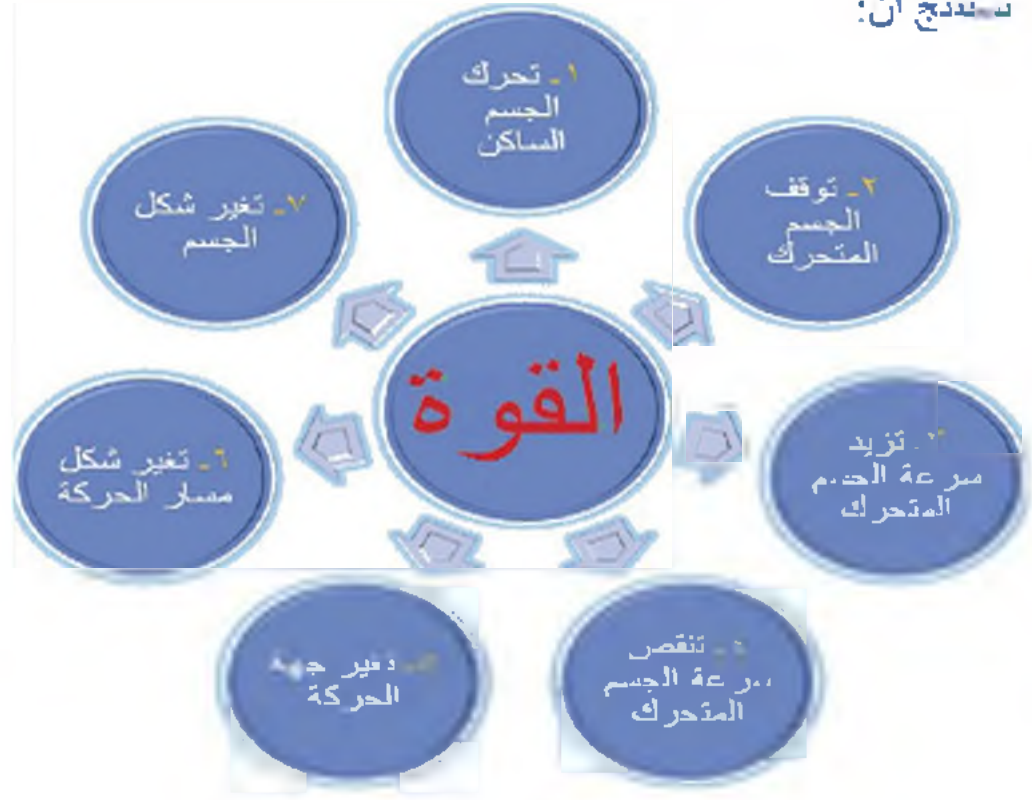 أن:
١- تحرك
الجسم
الساكن
٢- توقف
الجسم
المتحرك
تزيد
سرعة الجسم
المتحرك
تنقص
سرعة الجسم
المتحرك
تغير جهة
الحركة
٦- تغير شكل
مسار الحركة
٧- تغير شكل
الجسم
القوة